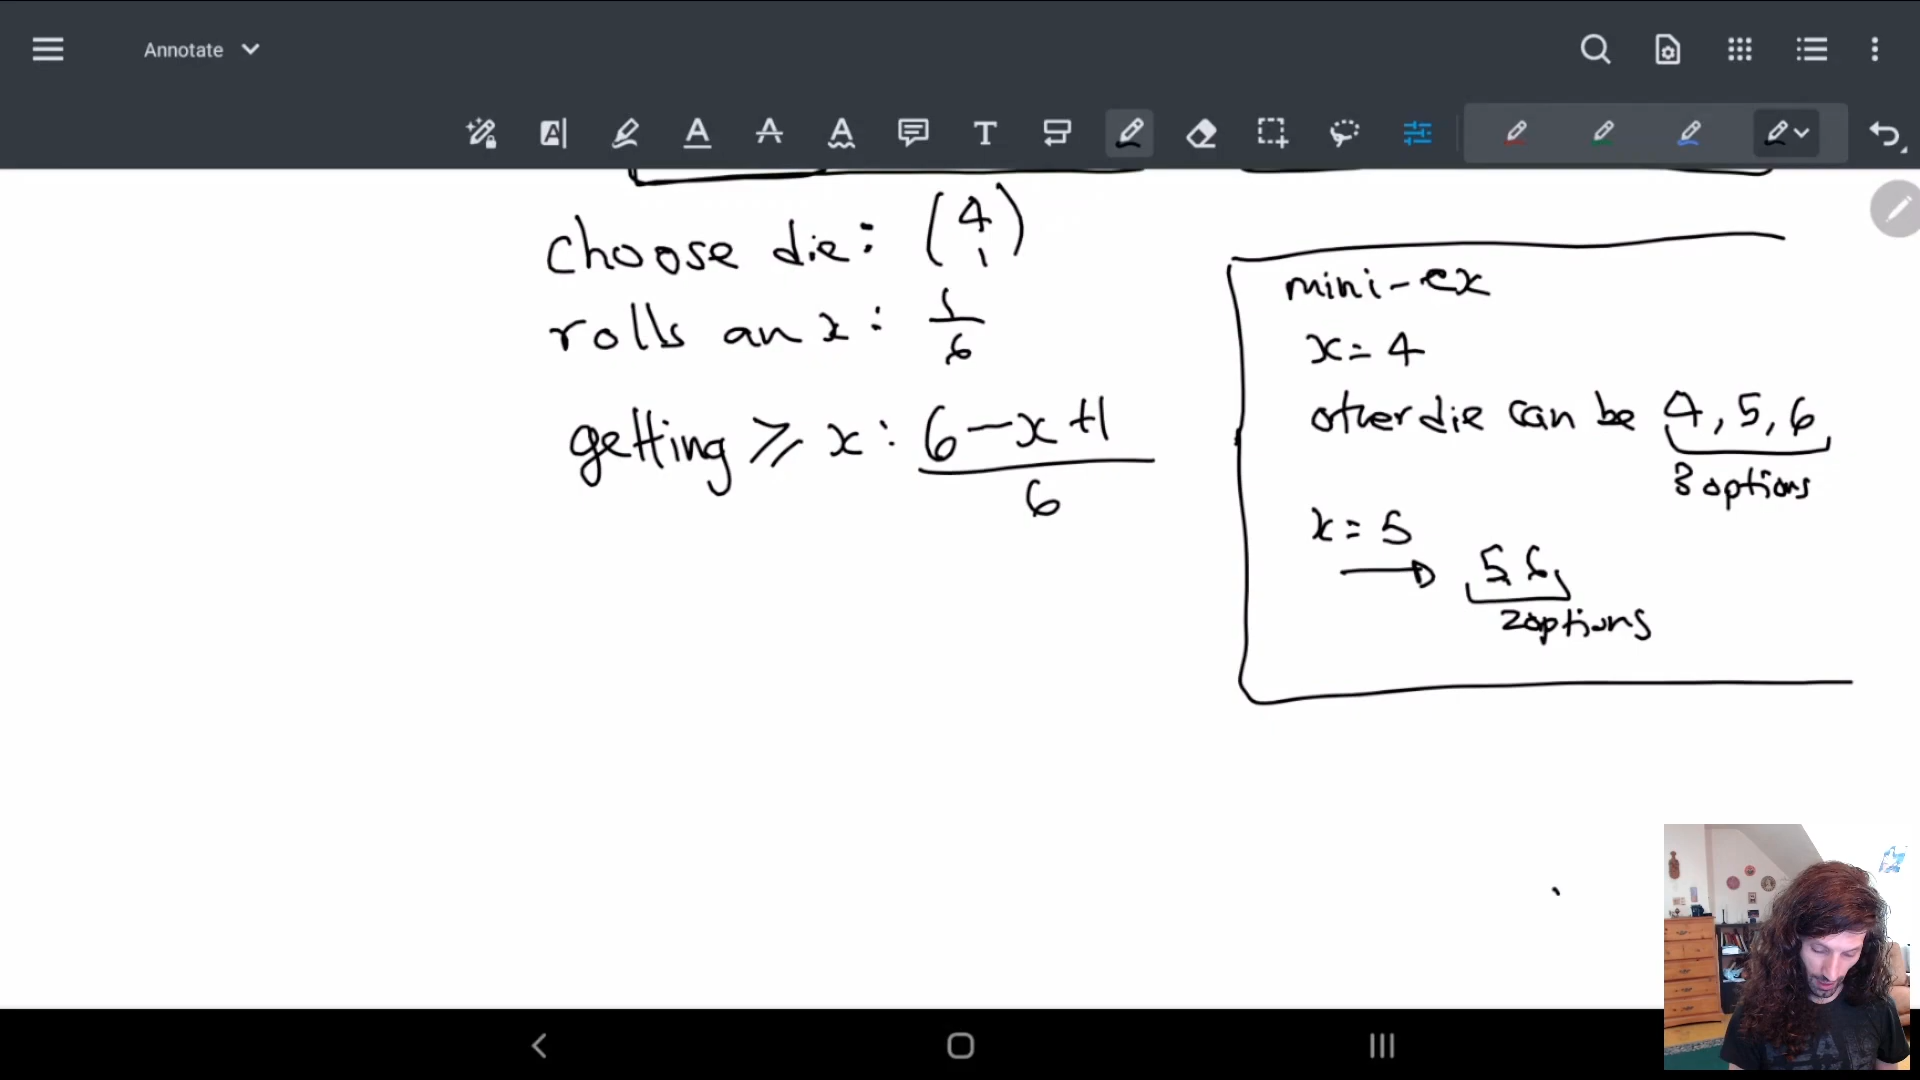 Annotate
choose die: (4 1)
rolls an x: 1/6
getting ⩾ x: 6-x+1/6
mini-ex
x=4
other die can be 4,5,6
3 options
x=5
→ 5,6
2options